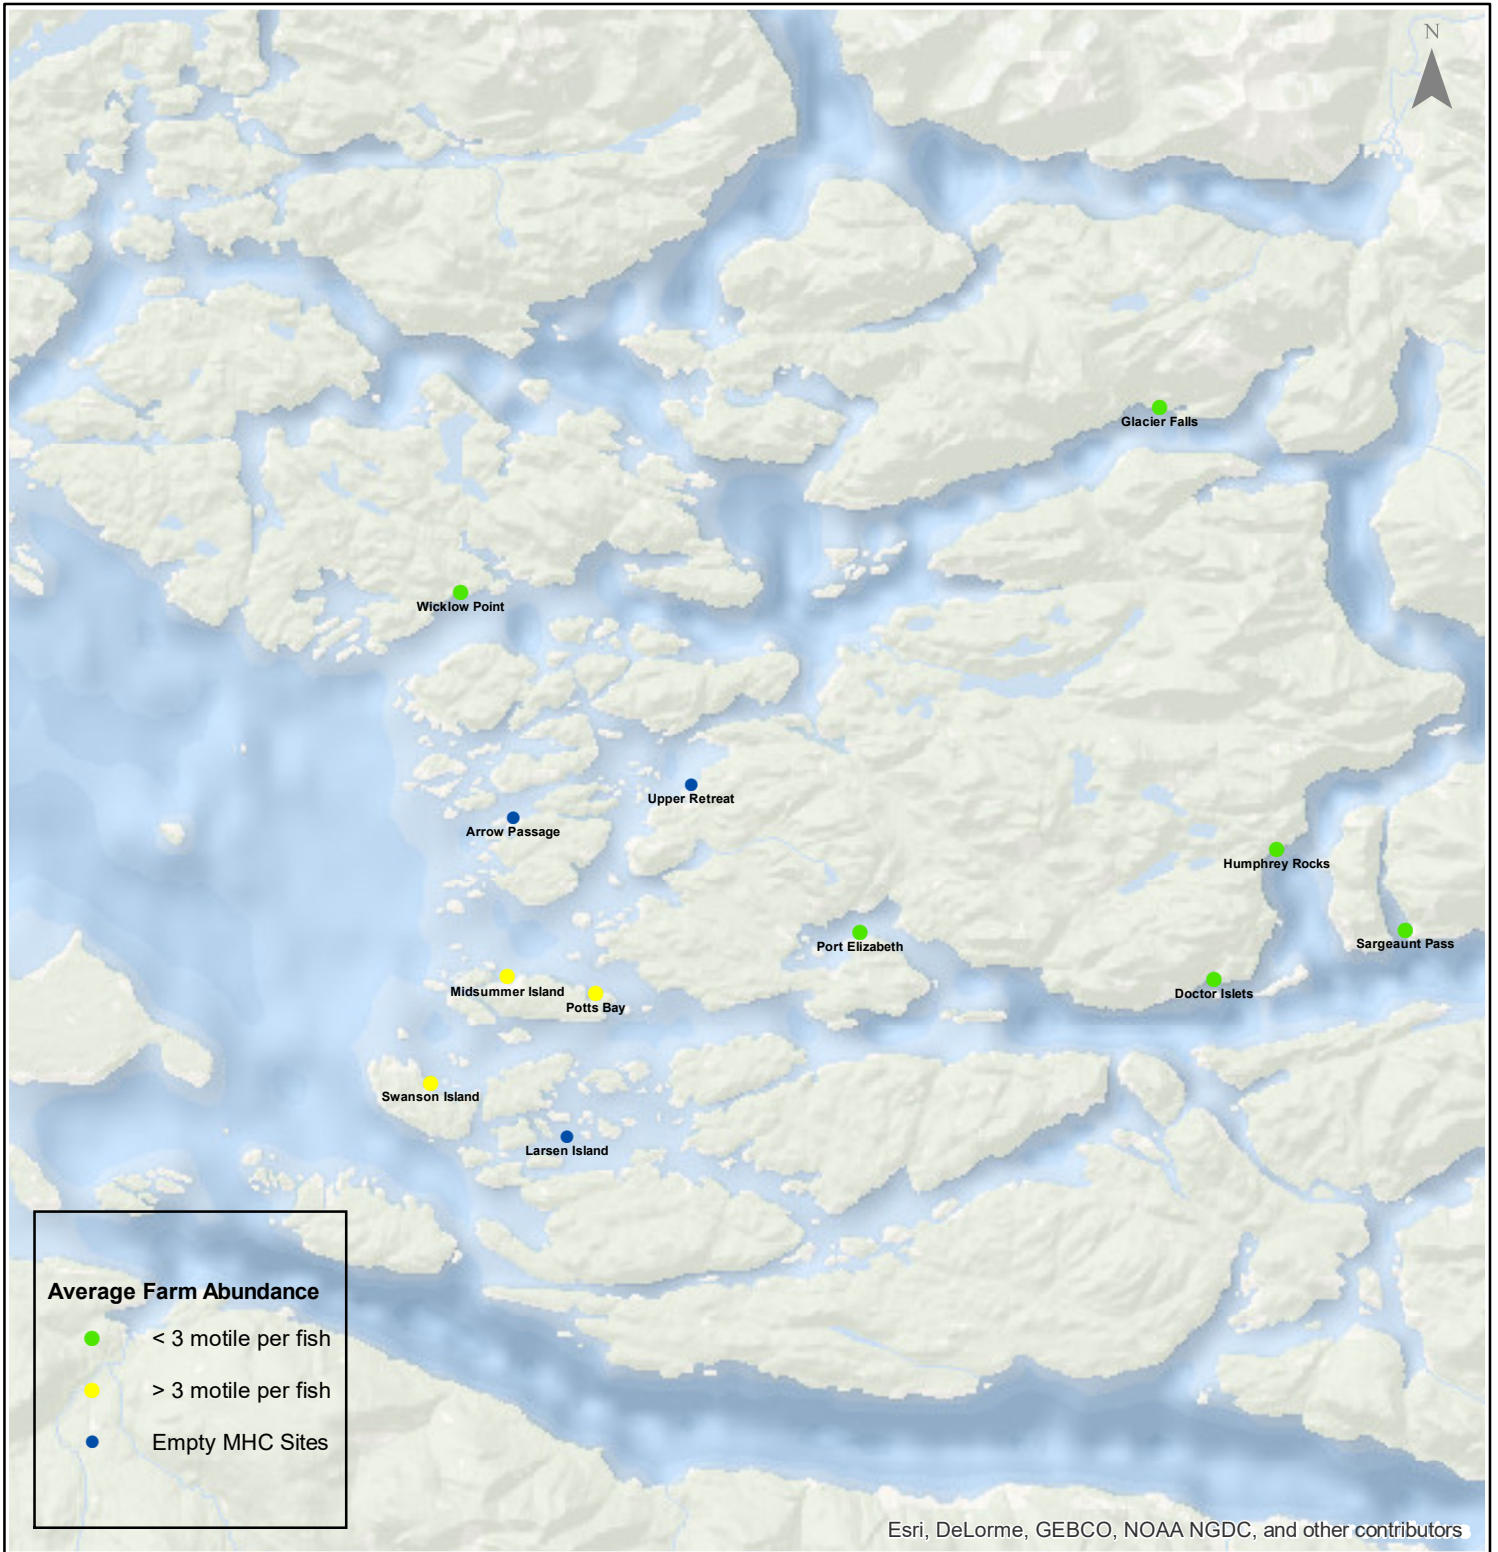 N
Glacier Falls
Wicklow Point
Upper Retreat
Arrow Passage
Humphrey Rocks
Port Elizabeth
Sargeaunt Pass
Midsummer Island
Potts Bay
Doctor Islets
Swanson Island
Larsen Island
Average Farm Abundance
< 3 motile per fish
> 3 motile per fish
Empty MHC Sites
Esri, DeLorme, GEBCO, NOAA NGDC, and other contributors